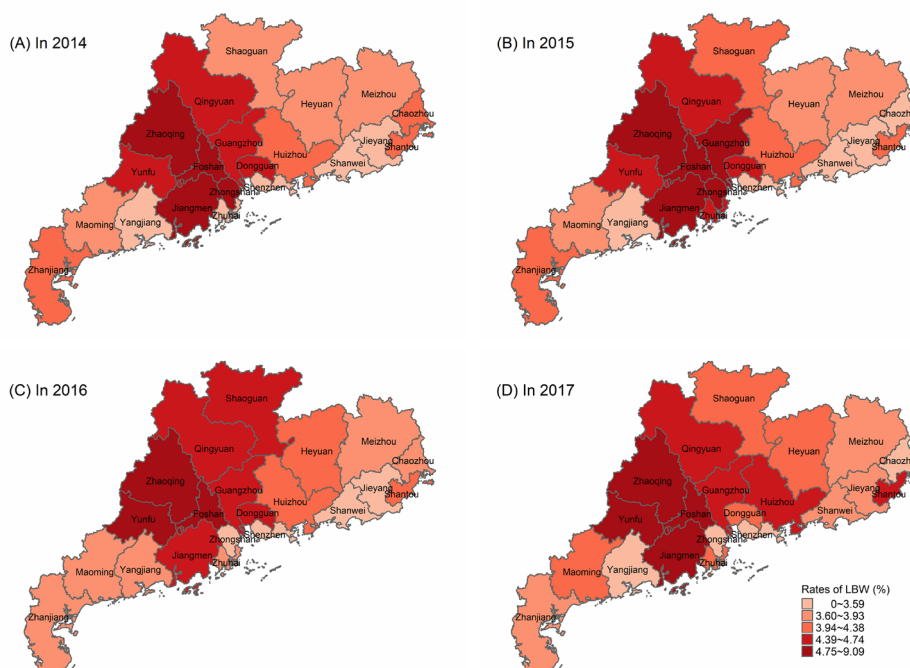 (A) In 2014
Shaoguan
Meizhou
Heyuan
Qingyuan
Chaozhou
Zhaoqing
Jieyang
Guangzhou
Shantou
Huizhou
Foshan
Dongguan
Shanwei
Yunfu
Shenzhen
Zhongshan
Jiangmen
Zhuhai
Yangjiang
Maoming
Zhanjiang
(B) In 2015
Shaoguan
Meizhou
Heyuan
Qingyuan
Chaozhou
Zhaoqing
Jieyang
Guangzhou
Shantou
Huizhou
Foshan
Dongguan
Shanwei
Yunfu
Shenzhen
Zhongshan
Jiangmen
Zhuhai
Yangjiang
Maoming
Zhanjiang
(C) In 2016
Shaoguan
Meizhou
Heyuan
Qingyuan
Chaozhou
Zhaoqing
Jieyang
Guangzhou
Shantou
Huizhou
Foshan
Dongguan
Shanwei
Yunfu
Shenzhen
Zhongshan
Jiangmen
Zhuhai
Yangjiang
Maoming
Zhanjiang
(D) In 2017
Shaoguan
Meizhou
Heyuan
Qingyuan
Chaozhou
Zhaoqing
Jieyang
Guangzhou
Shantou
Huizhou
Foshan
Dongguan
Shanwei
Yunfu
Shenzhen
Zhongshan
Jiangmen
Zhuhai
Yangjiang
Maoming
Zhanjiang
Rates of LBW (%)
0~3.59
3.60~3.93
3.94~4.38
4.39~4.74
4.75~9.09